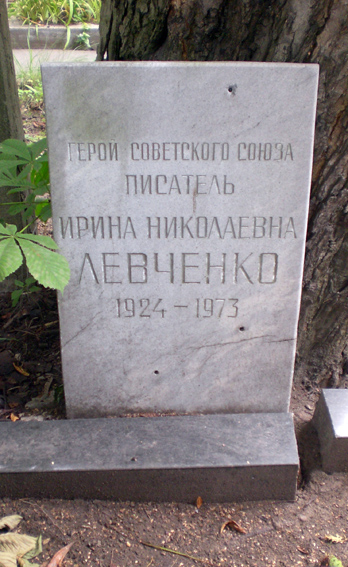 ГЕРОЙ СОВЕТСКОГО СОЮЗА
ПИСАТЕЛЬ
ИРИНА НИКОЛАЕВНА
ЛЕВЧЕНКО
1924 – 1973